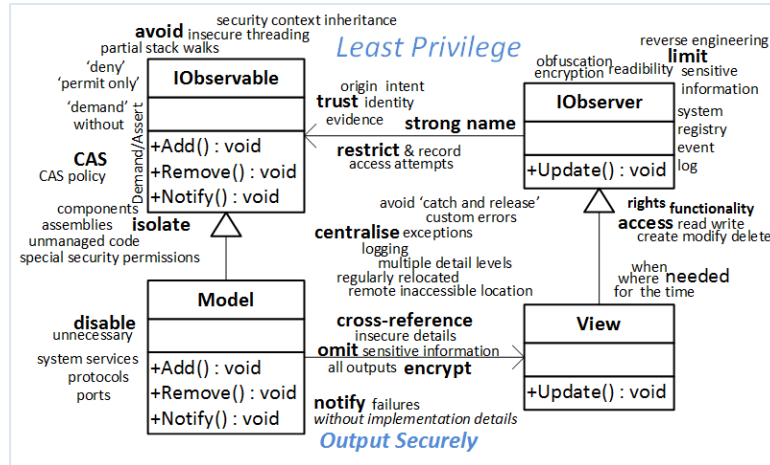 security context inheritance
avoid insecure threading
partial stack walks
Least Privilege
reverse engineering
obfuscation limit
encryption readibility sensitive
information
'deny'
'permit only'
IObservable
IObserver
origin intent
'demand'
without
trust identity
evidence
strong name
system
registry
event
log
Demand/Assert
+Add() : void
+Remove() : void
+Notify() : void
CAS
CAS policy
restrict & record
access attempts
+Update() : void
components
assemblies isolate
unmanaged code
special security permissions
avoid 'catch and release'
custom errors
centralise exceptions
logging
multiple detail levels
regularly relocated
remote inaccessible location
rights functionality
access read write
create modify delete
when
where needed
for the time
Model
View
disable
unnecessary
system services
protocols
ports
+Add() : void
+Remove() : void
+Notify() : void
cross-reference
insecure details
omit sensitive information
all outputs encrypt
+Update() : void
notify failures
without implementation details
Output Securely